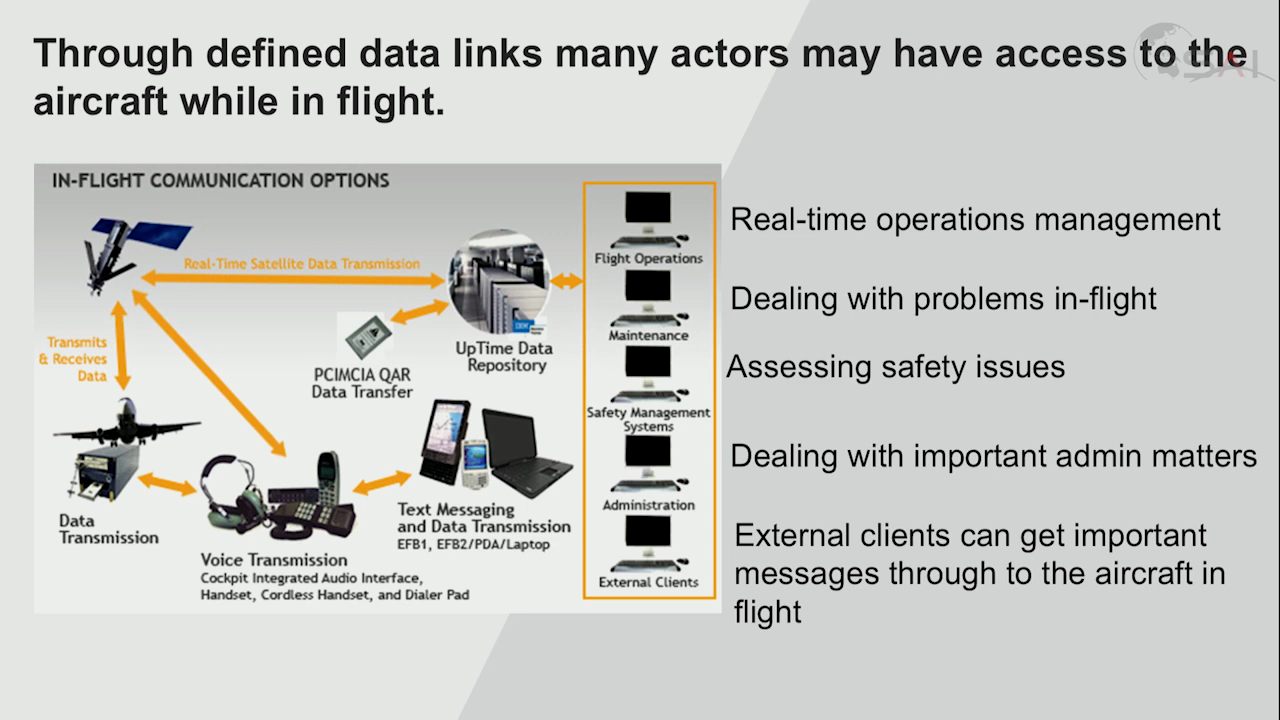 Through defined data links many actors may have access to the
aircraft while in flight.
IN-FLIGHT COMMUNICATION OPTIONS
Real-Time Satellite Data Transmission
Transmits
& Receives
Data
UpTime Data
Repository
PCIMCIA QAR
Data Transfer
Data
Transmission
Voice Transmission
Cockpit Integrated Audio Interface,
Handset, Cordless Handset, and Dialer Pad
Text Messaging
and Data Transmission
EFB1, EFB2/PDA/Laptop
Flight Operations
Maintenance
Safety Management
Systems
Administration
External Clients
Real-time operations management
Dealing with problems in-flight
Assessing safety issues
Dealing with important admin matters
External clients can get important
messages through to the aircraft in
flight